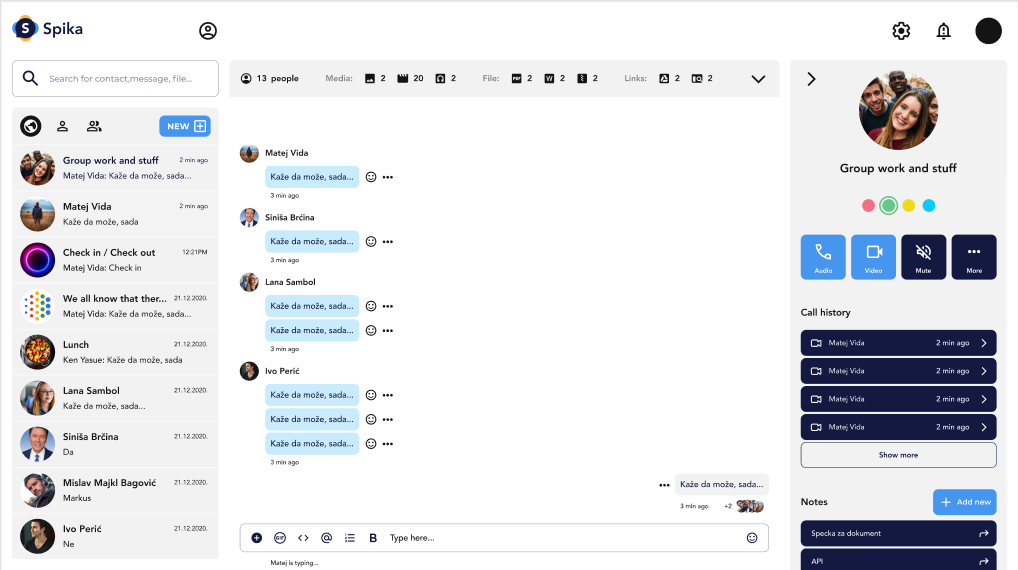 Spika
Search for contact,message, file...
NEW
Group work and stuff
2 min ago
Matej Vida: Kaže da može, sada...
Matej Vida
2 min ago
Kaže da može, sada
Check in / Check out
12:21PM
Matej Vida: Check in
We all know that ther...
21.12.2020.
Matej Vida: Kaže da može, sada...
Lunch
21.12.2020.
Ken Yasue: Kaže da može, sada
Lana Sambol
21.12.2020.
Kaže da može, sada...
Siniša Brčina
21.12.2020.
Da
Mislav Majkl Bagović
21.12.2020.
Markus
Ivo Perić
21.12.2020.
Ne
13 people
Media: 2 20 2
File: PDF 2 W 2 2
Links: 2 2
Matej Vida
Kaže da može, sada...
3 min ago
Siniša Brčina
Kaže da može, sada...
3 min ago
Lana Sambol
Kaže da može, sada...
Kaže da može, sada...
3 min ago
Ivo Perić
Kaže da može, sada...
Kaže da može, sada...
Kaže da može, sada...
3 min ago
Kaže da može, sada...
3 min ago +2
GIF @ B Type here...
Matej is typing...
Group work and stuff
Audio
Video
Mute
More
Call history
Matej Vida 2 min ago
Matej Vida 2 min ago
Matej Vida 2 min ago
Matej Vida 2 min ago
Show more
Notes
Add new
Specka za dokument
API